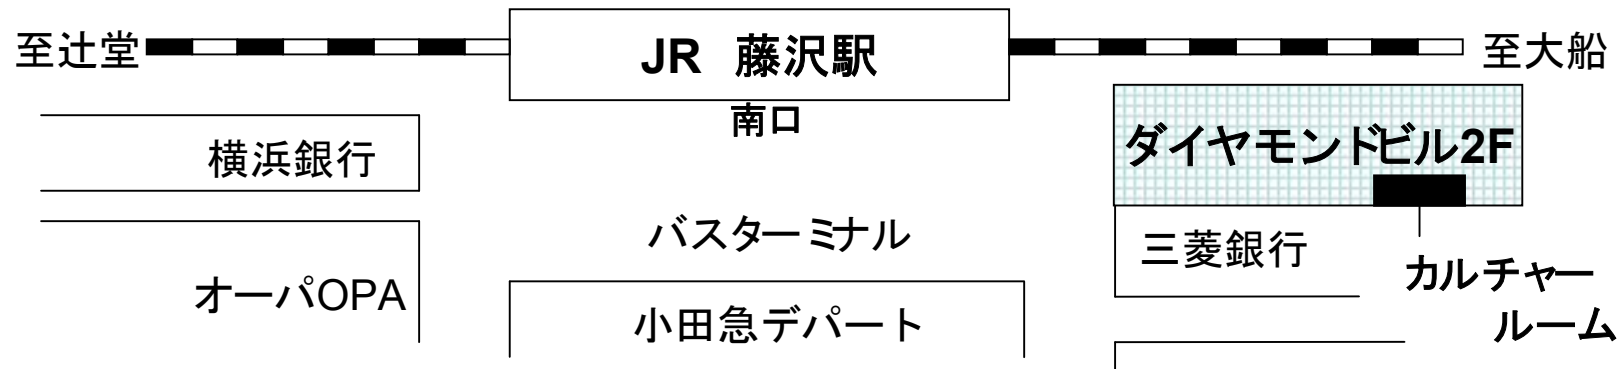 至辻堂
JR 藤沢駅
至大船
南口
横浜銀行
ダイヤモンドビル2F
バスターミナル
三菱銀行
オーパOPA
小田急デパート
カルチャー
ルーム